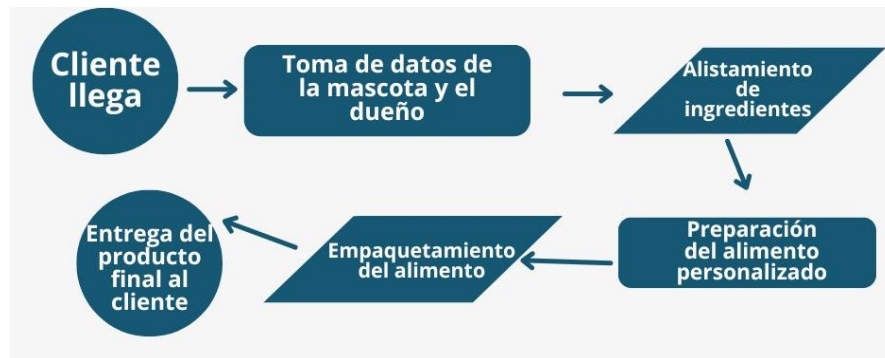 Cliente
llega
Toma de datos de
la mascota y el
dueño
Alistamiento
de
ingredientes
Preparación
del alimento
personalizado
Empaquetamiento
del alimento
Entrega del
producto
final al
cliente